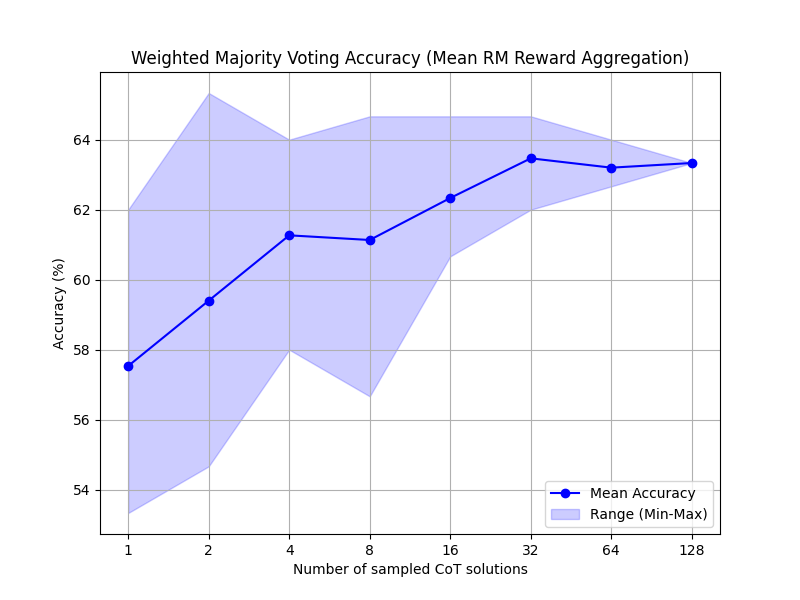 Weighted Majority Voting Accuracy (Mean RM Reward Aggregation)
Accuracy (%)
64
62
60
58
56
54
Mean Accuracy
Range (Min-Max)
1 2 4 8 16 32 64 128
Number of sampled CoT solutions